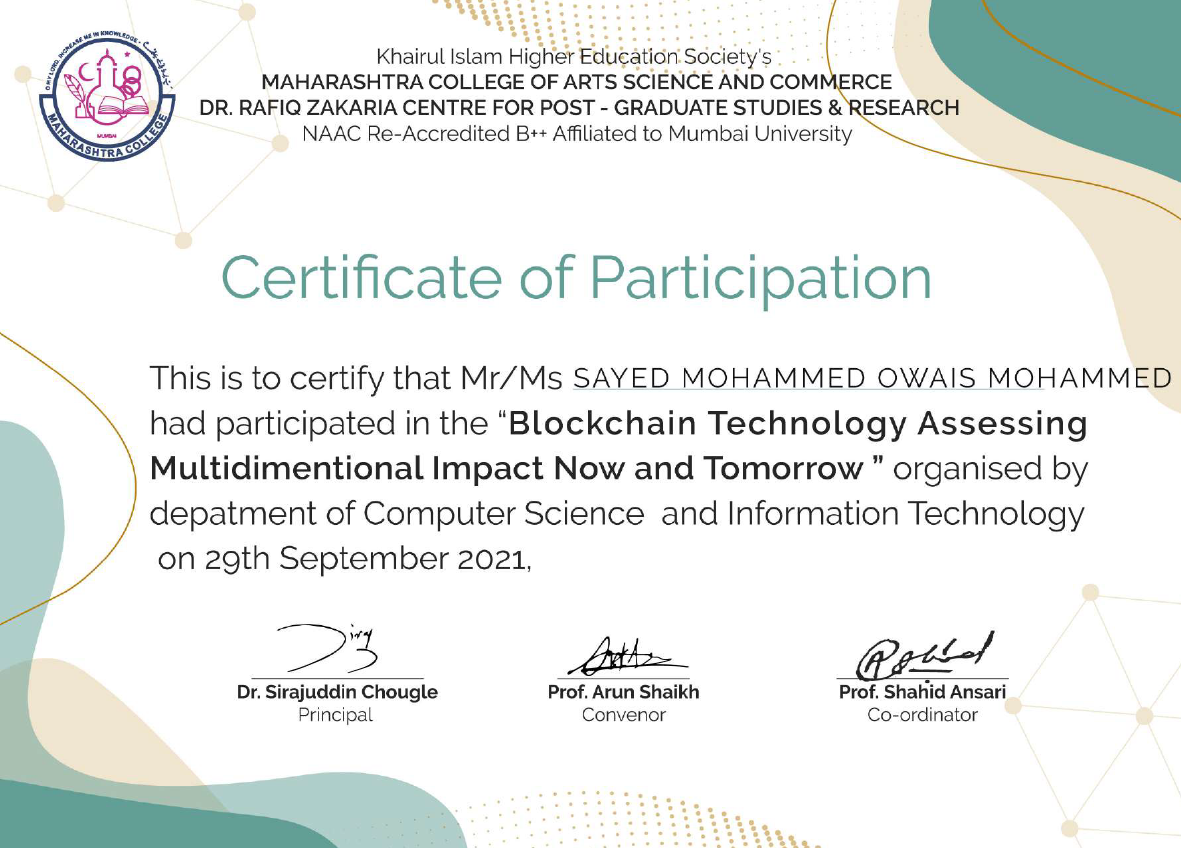 O MY LORD, INCREASE ME IN KNOWLEDGE
MUMBAI
MAHARASHTRA COLLEGE
Khairul Islam Higher Education Society's
MAHARASHTRA COLLEGE OF ARTS SCIENCE AND COMMERCE
DR. RAFIQ ZAKARIA CENTRE FOR POST - GRADUATE STUDIES & RESEARCH
NAAC Re-Accredited B++ Affiliated to Mumbai University
Certificate of Participation
This is to certify that Mr/Ms SAYED MOHAMMED OWAIS MOHAMMED
had participated in the “Blockchain Technology Assessing
Multidimentional Impact Now and Tomorrow ” organised by
depatment of Computer Science and Information Technology
on 29th September 2021,
Dr. Sirajuddin Chougle
Principal
Prof. Arun Shaikh
Convenor
Prof. Shahid Ansari
Co-ordinator